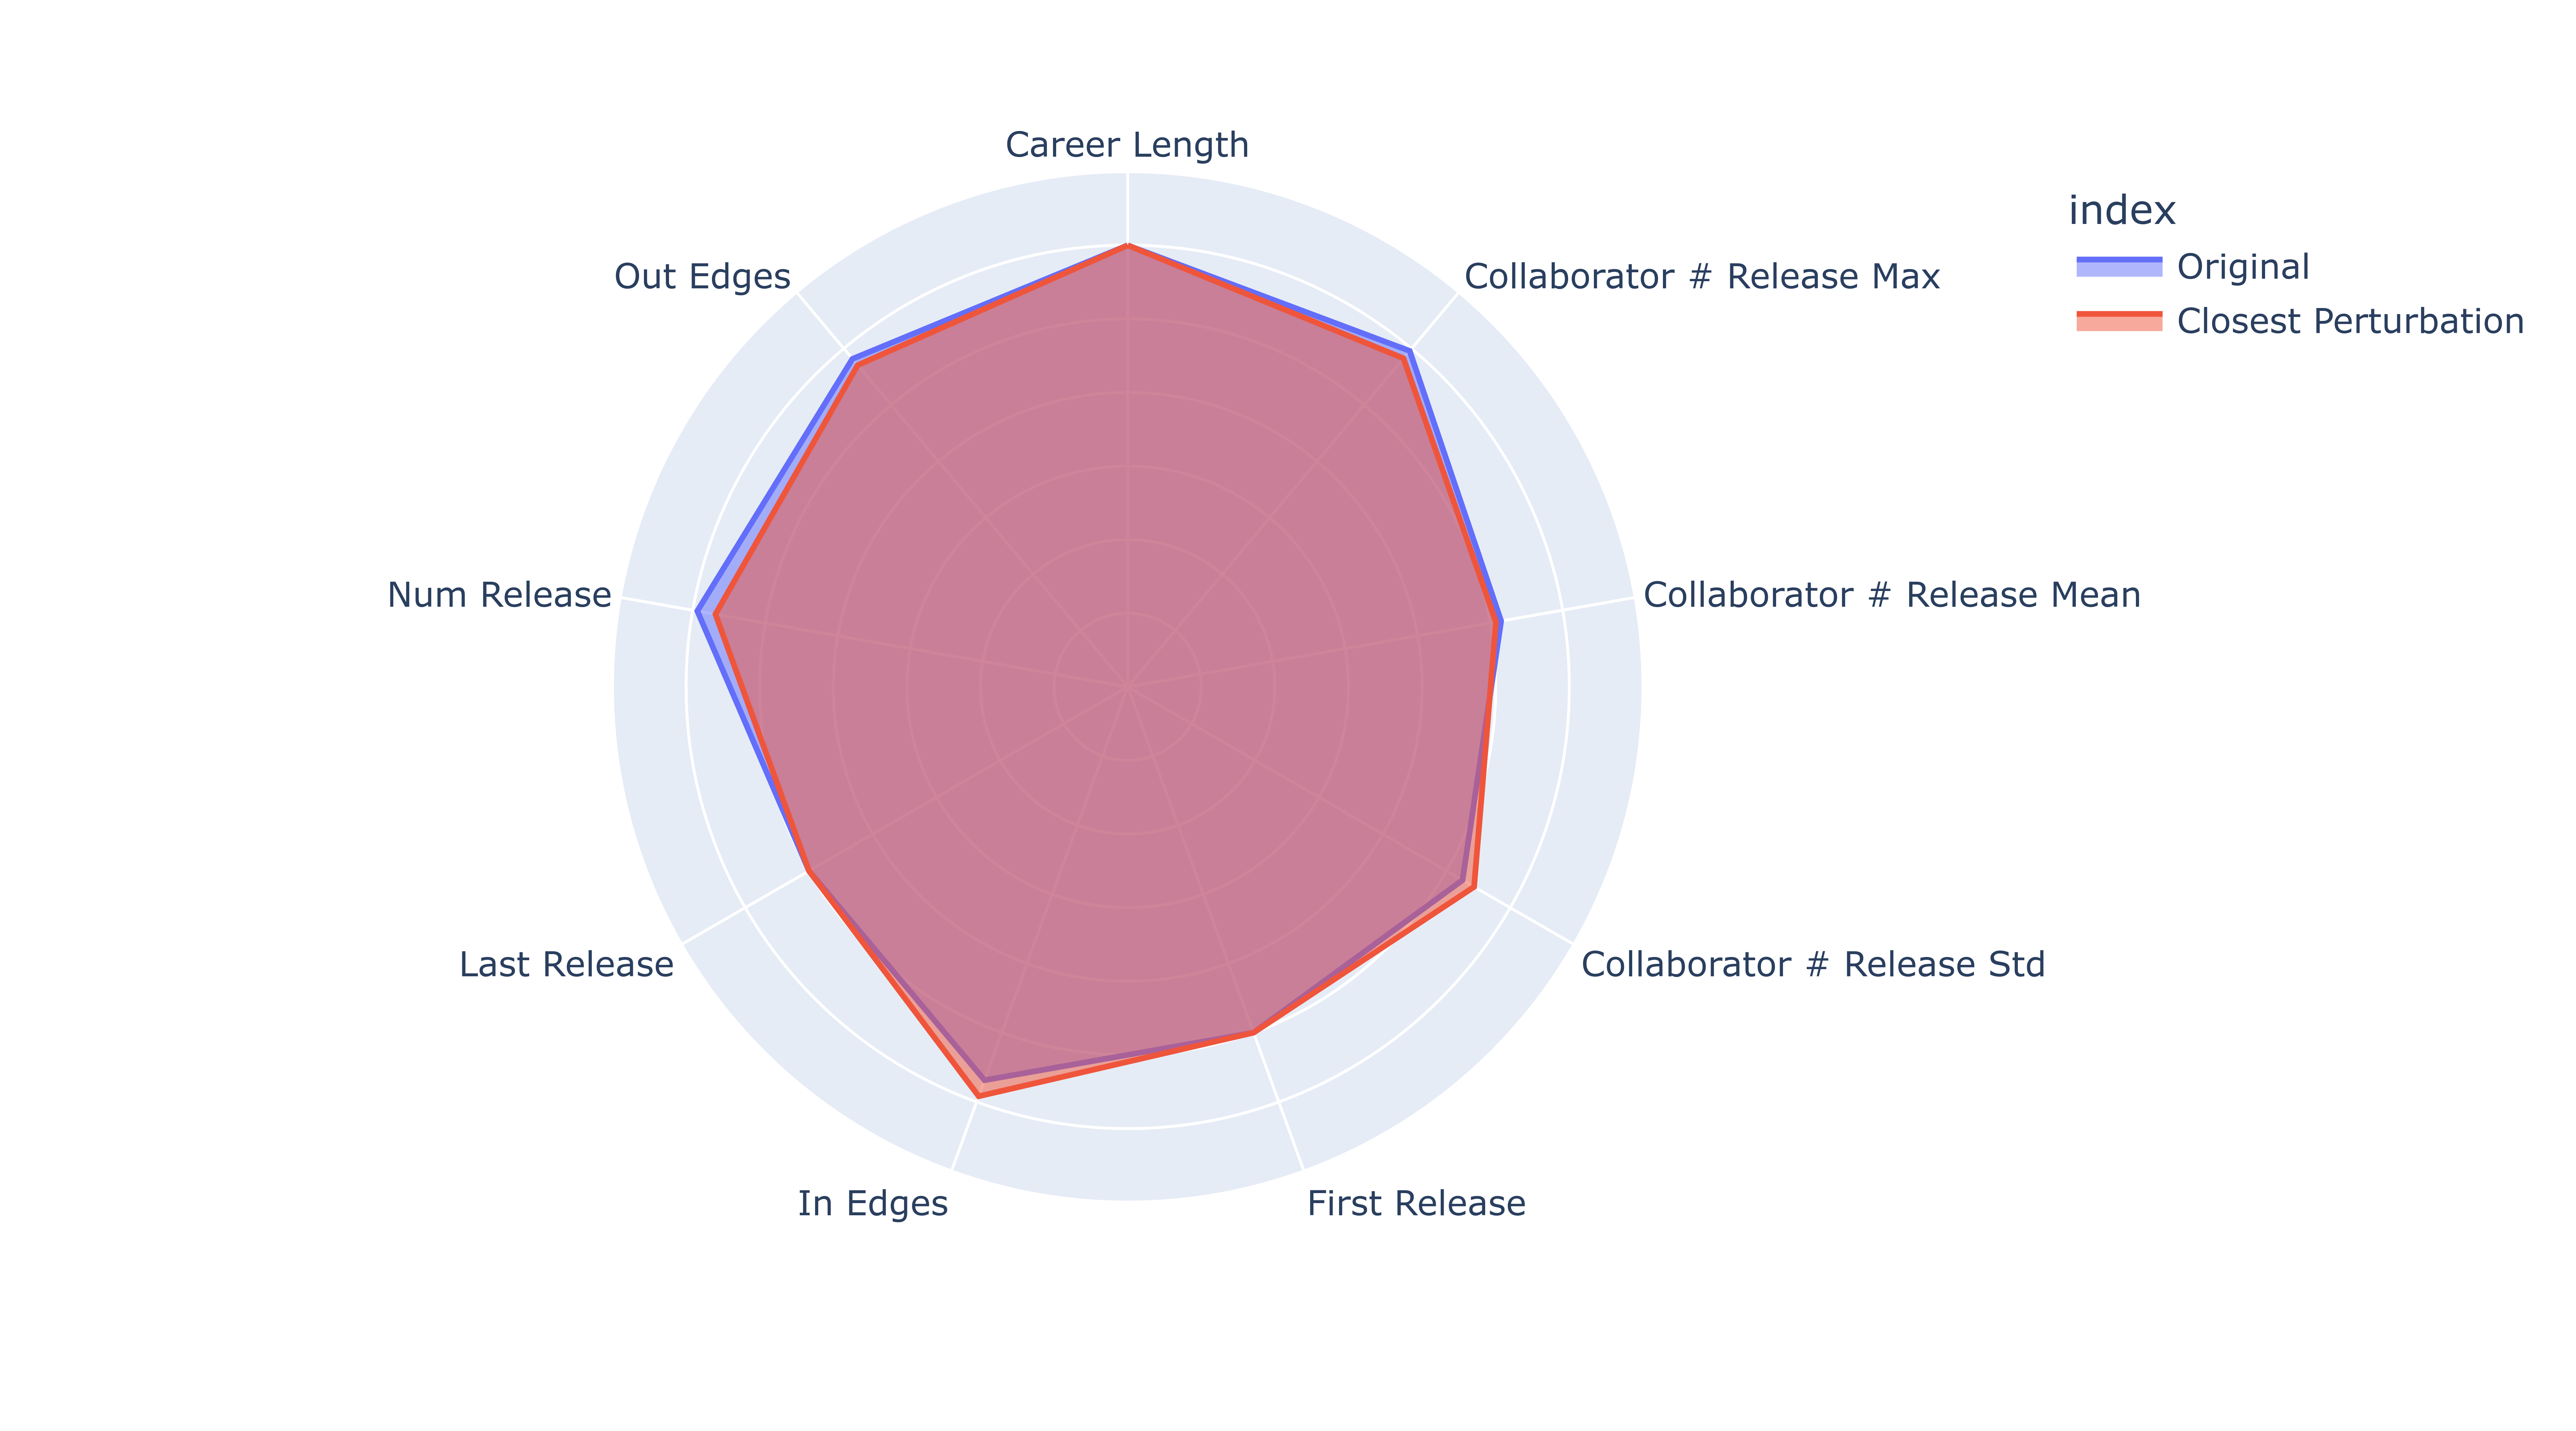 Career Length
Collaborator # Release Max
Collaborator # Release Mean
Collaborator # Release Std
First Release
In Edges
Last Release
Num Release
Out Edges
index
Original
Closest Perturbation